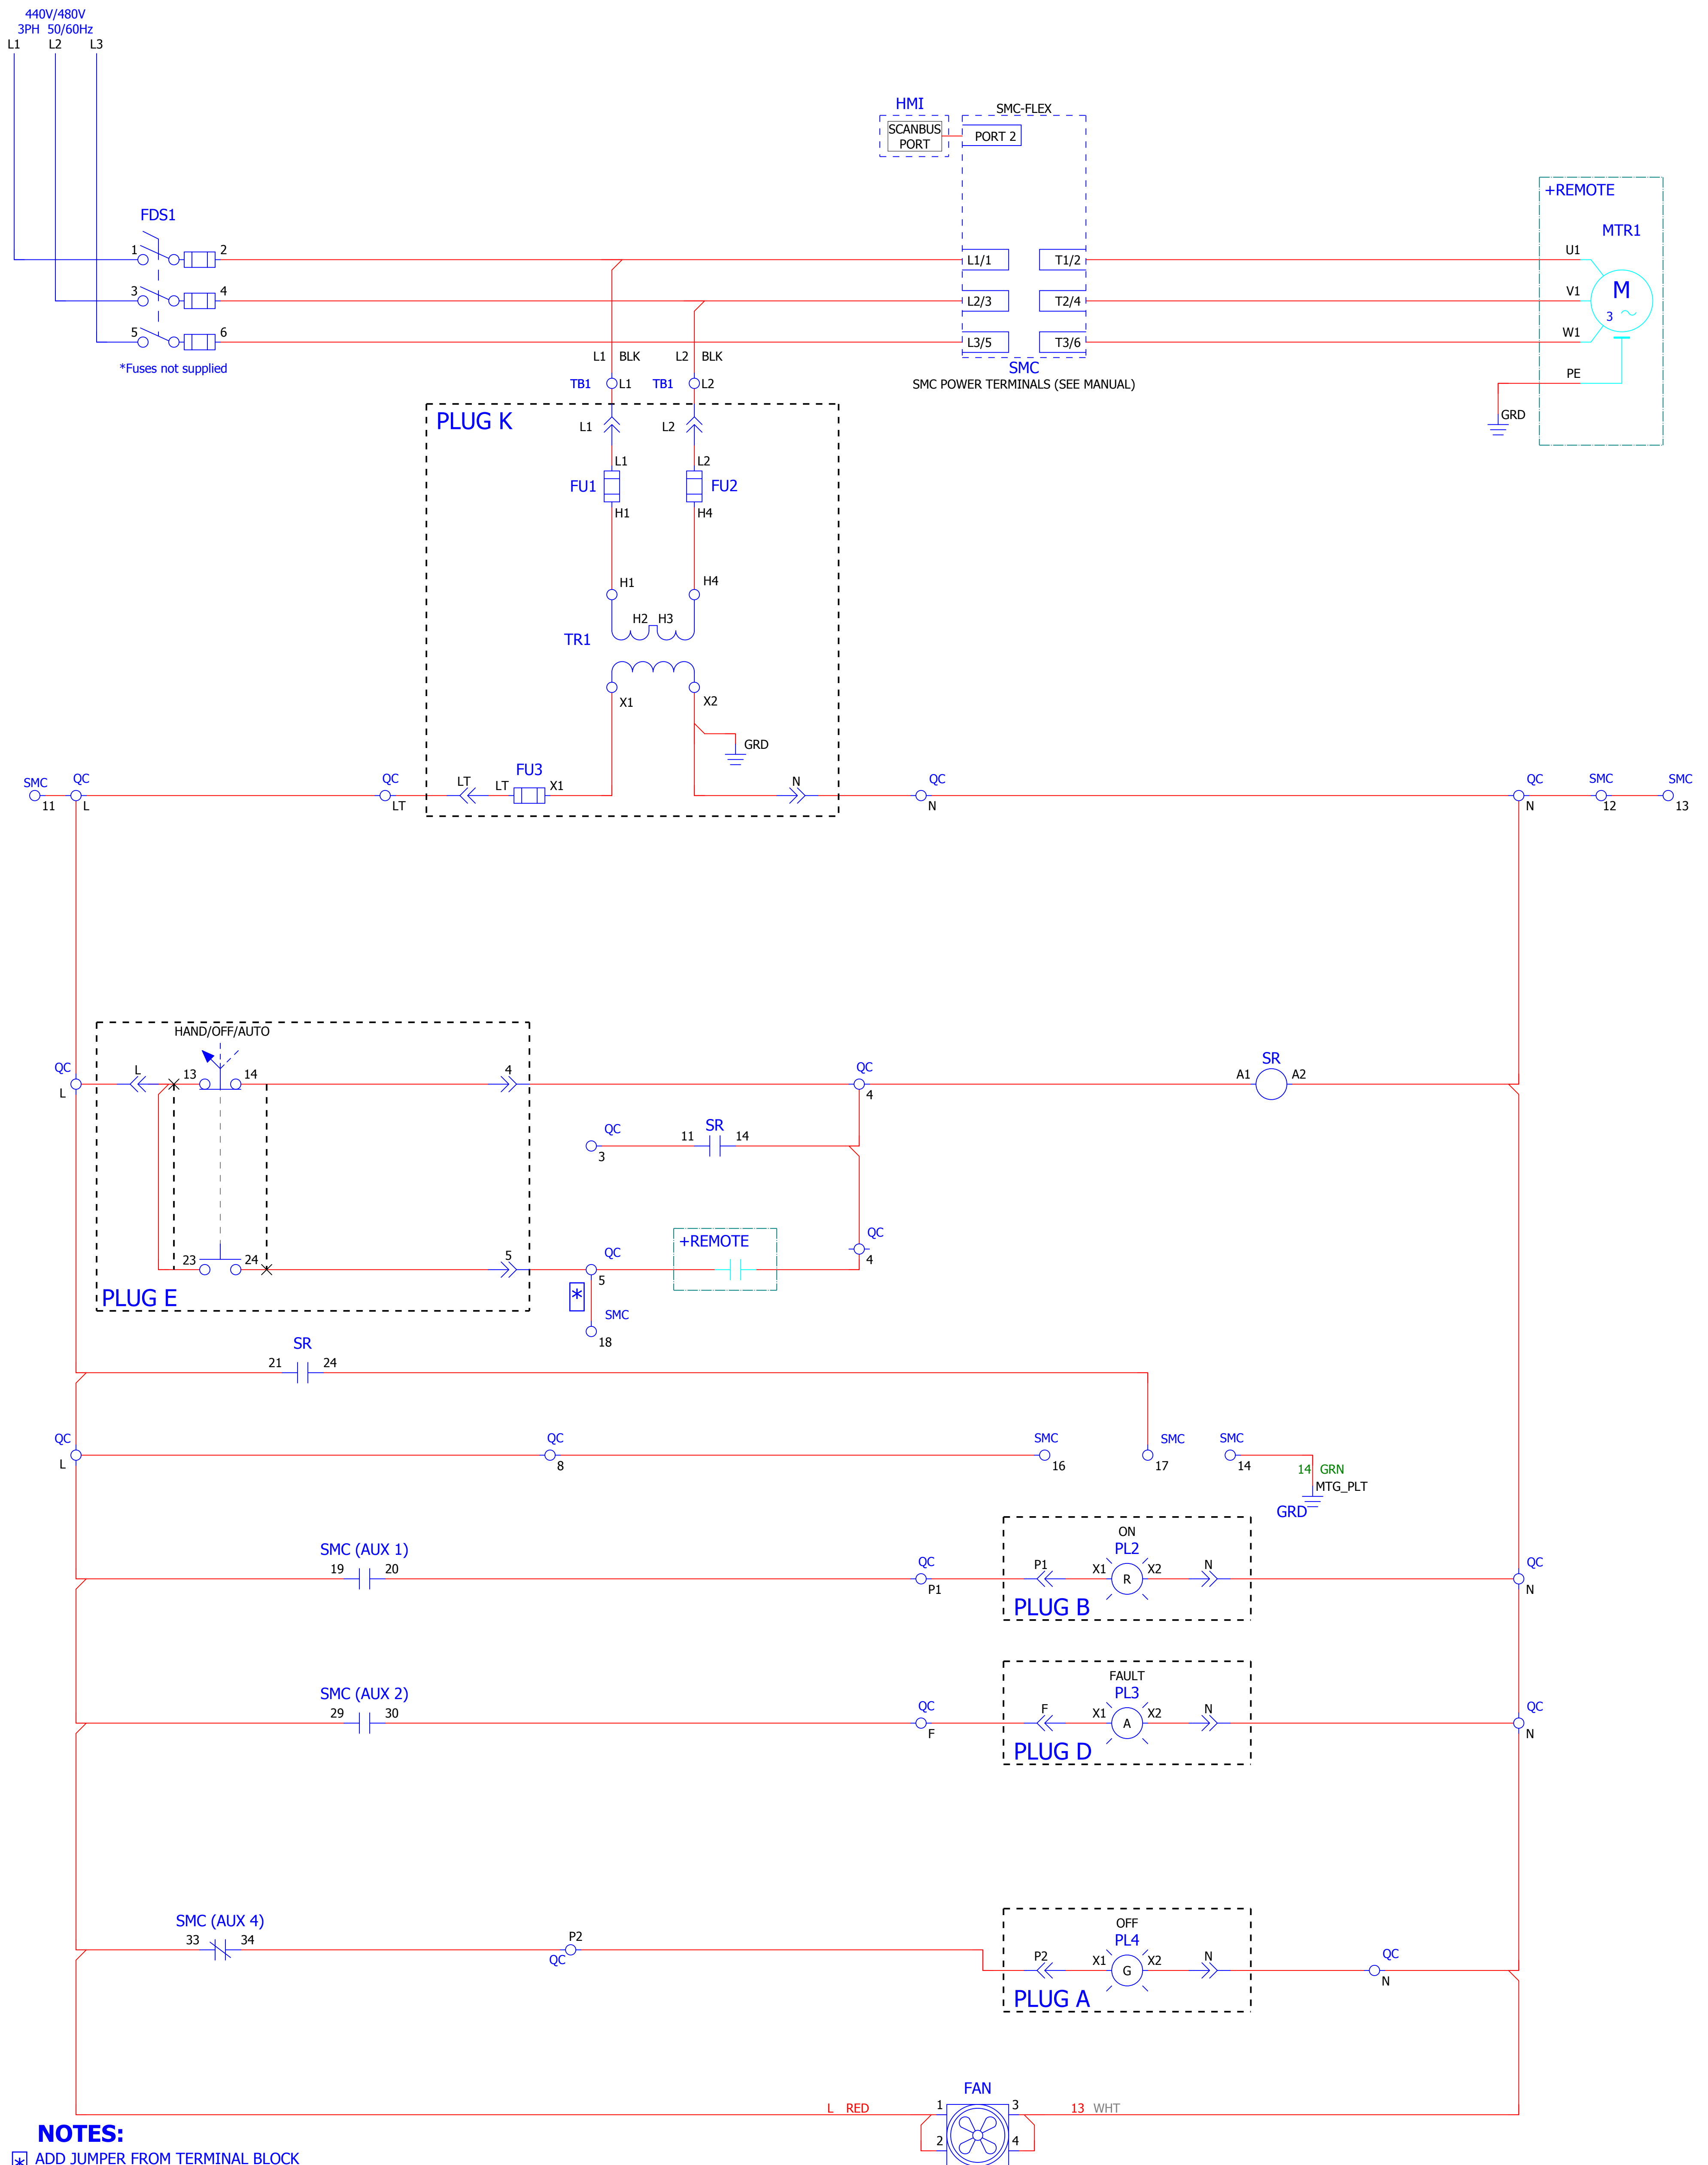 440V/480V
3PH 50/60Hz
L1 L2 L3
HMI
SCANBUS
PORT
SMC-FLEX
PORT 2
+REMOTE
MTR1
FDS1
1 2
L1/1 T1/2
U1
3 4
L2/3 T2/4
V1
M
3
5 6
L3/5 T3/6
W1
*Fuses not supplied
L1 BLK L2 BLK
SMC
SMC POWER TERMINALS (SEE MANUAL)
PE
GRD
TB1 L1 TB1 L2
PLUG K
L1 L2
L1 L2
FU1 FU2
H1 H4
H1 H4
H2 H3
TR1
X1 X2
GRD
SMC QC QC LT LT FU3 X1 N QC QC SMC SMC
11 L LT N N 12 13
HAND/OFF/AUTO
QC L 13 14 4 QC SR
L 4 A1 A2
QC 11 SR 14
3
23 24 5 QC +REMOTE QC
5 4
PLUG E
*
SMC
18
SR
21 24
QC QC SMC SMC SMC
L 8 16 17 14
14 GRN
MTG_PLT
GRD
ON
SMC (AUX 1)
19 20
QC P1 X1 PL2 X2 N QC
P1 R N
PLUG B
FAULT
SMC (AUX 2)
29 30
QC F X1 PL3 X2 N QC
F A N
PLUG D
OFF
SMC (AUX 4)
33 34
P2
QC
P2 X1 PL4 X2 N QC
G N
PLUG A
FAN
L RED 1 3 13 WHT
2 4
NOTES:
* ADD JUMPER FROM TERMINAL BLOCK